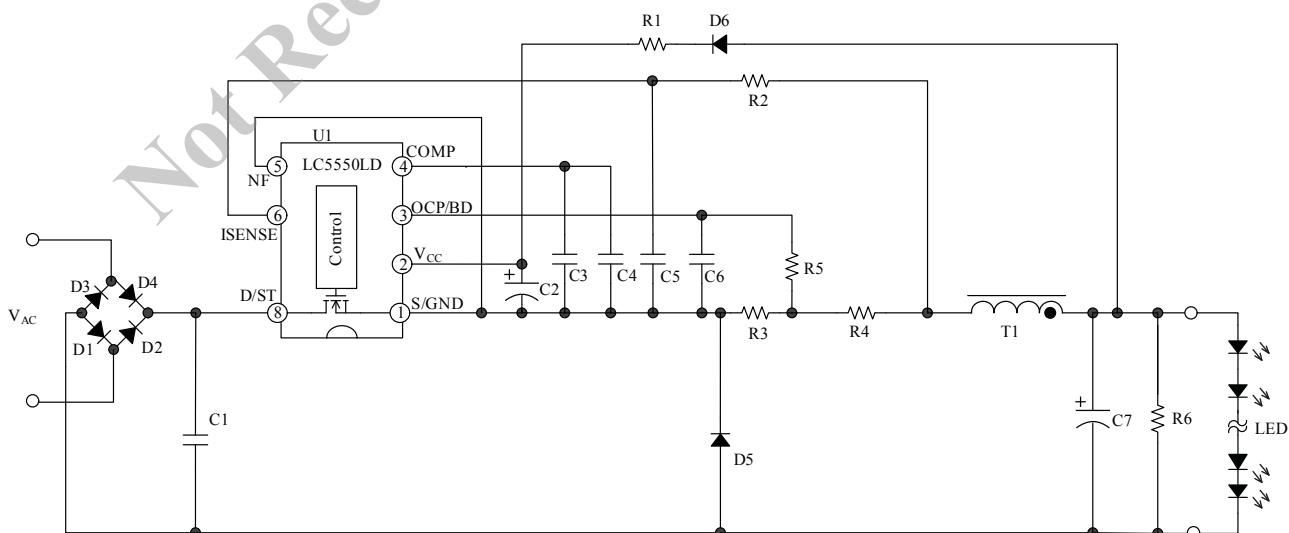 Not Re
R1
D6
R2
U1
LC5550LD
COMP
5
4
NF
OCP/BD
6
3
ISENSE
Control
VCC
2
C2
C3
C4
C5
C6
R5
D3
D4
D/ST
S/GND
VAC
8
1
R3
R4
T1
D1
D2
C1
D5
C7
R6
LED